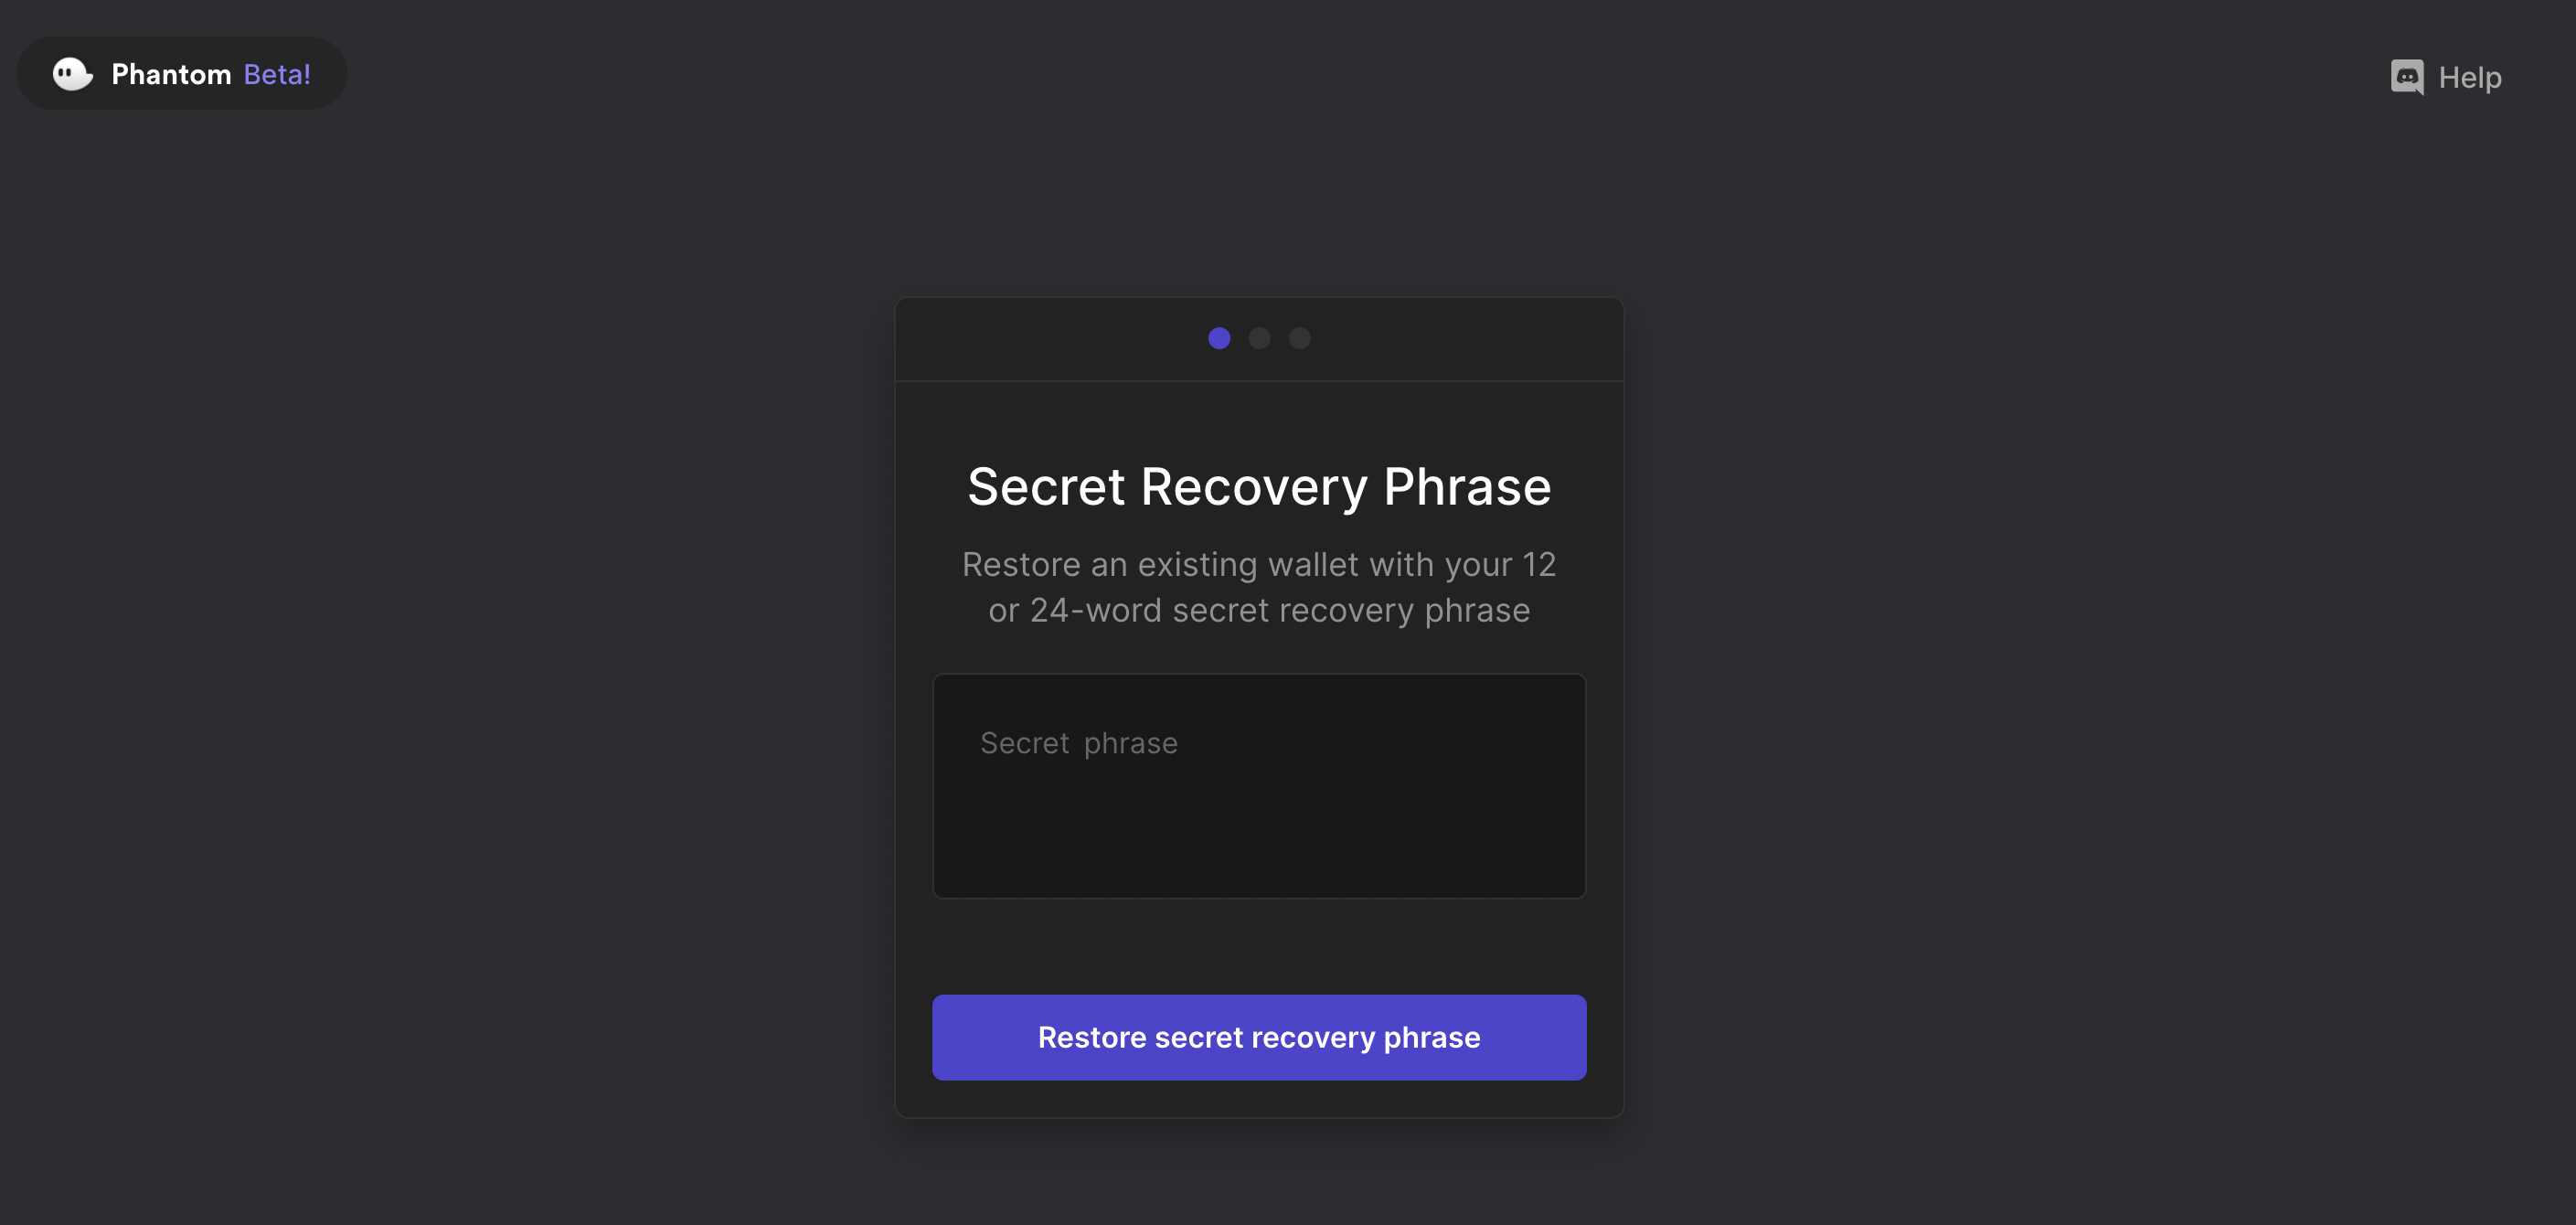 Phantom Beta!
Help
Secret Recovery Phrase
Restore an existing wallet with your 12
or 24-word secret recovery phrase
Secret phrase
Restore secret recovery phrase